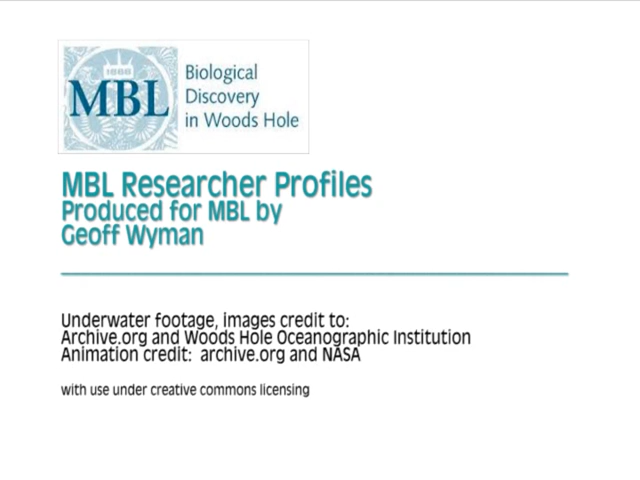 1888
MBL
Biological
Discovery
in Woods Hole
MBL Researcher Profiles
Produced for MBL by
Geoff Wyman
Underwater footage, images credit to:
Archive.org and Woods Hole Oceanographic Institution
Animation credit: archive.org and NASA
with use under creative commons licensing